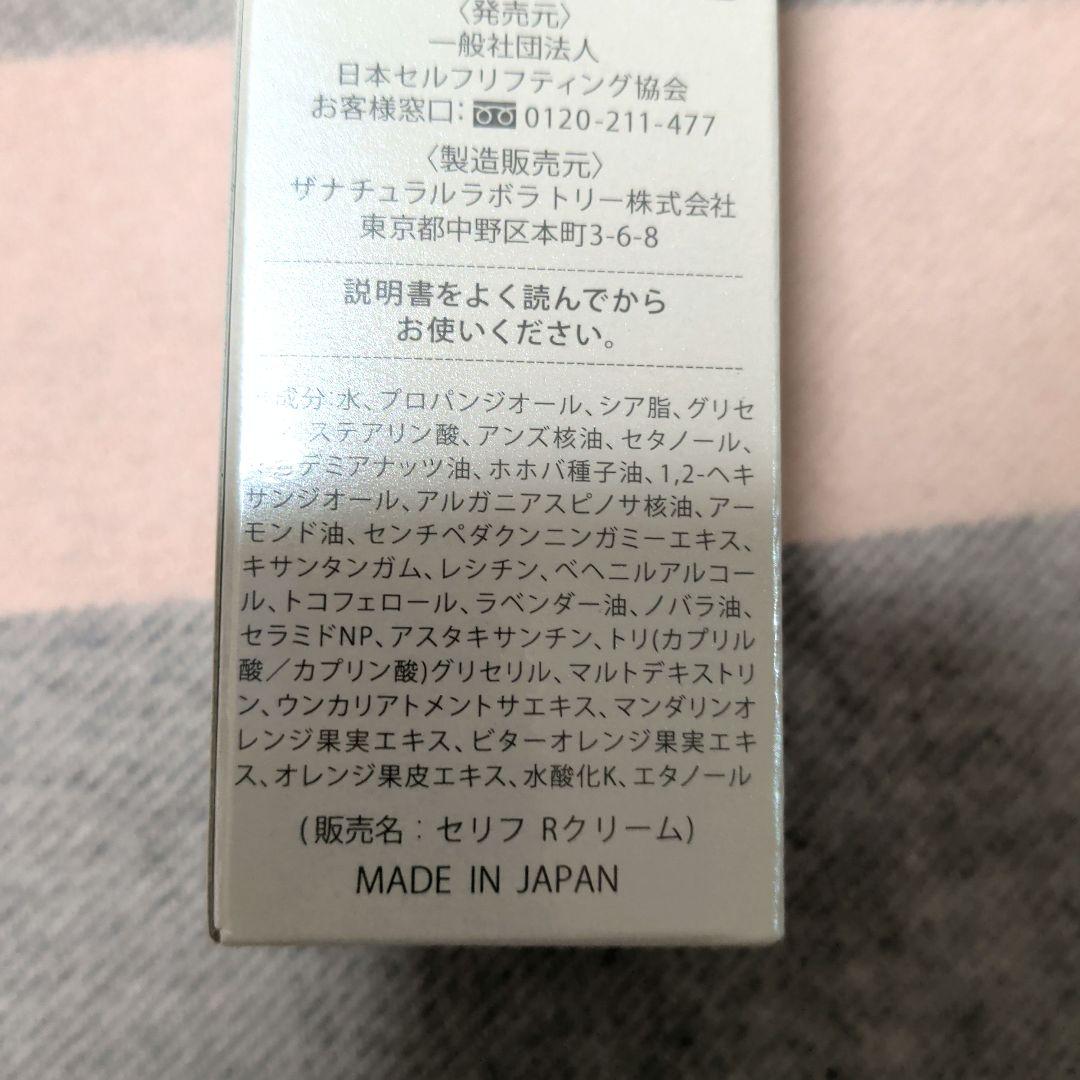 〈発売元〉
一般社団法人
日本セルフリフティング協会
お客様窓口: 0120-211-477
〈製造販売元〉
ザナチュラルラボラトリー株式会社
東京都中野区本町3-6-8
説明書をよく読んでから
お使いください。
成分:水、プロパンジオール、シア脂、グリセ
ステアリン酸、アンズ核油、セタノール、
デミアナッツ油、ホホバ種子油、1,2-ヘキ
サンジオール、アルガニアスピノサ核油、アー
モンド油、センチペダクンニンガミーエキス、
キサンタンガム、レシチン、ベヘニルアルコー
ル、トコフェロール、ラベンダー油、ノバラ油、
セラミドNP、アスタキサンチン、トリ(カプリル
酸／カプリン酸)グリセリル、マルトデキストリ
ン、ウンカリアトメントサエキス、マンダリンオ
レンジ果実エキス、ビターオレンジ果実エキ
ス、オレンジ果皮エキス、水酸化K、エタノール
(販売名：セリフ Rクリーム)
MADE IN JAPAN